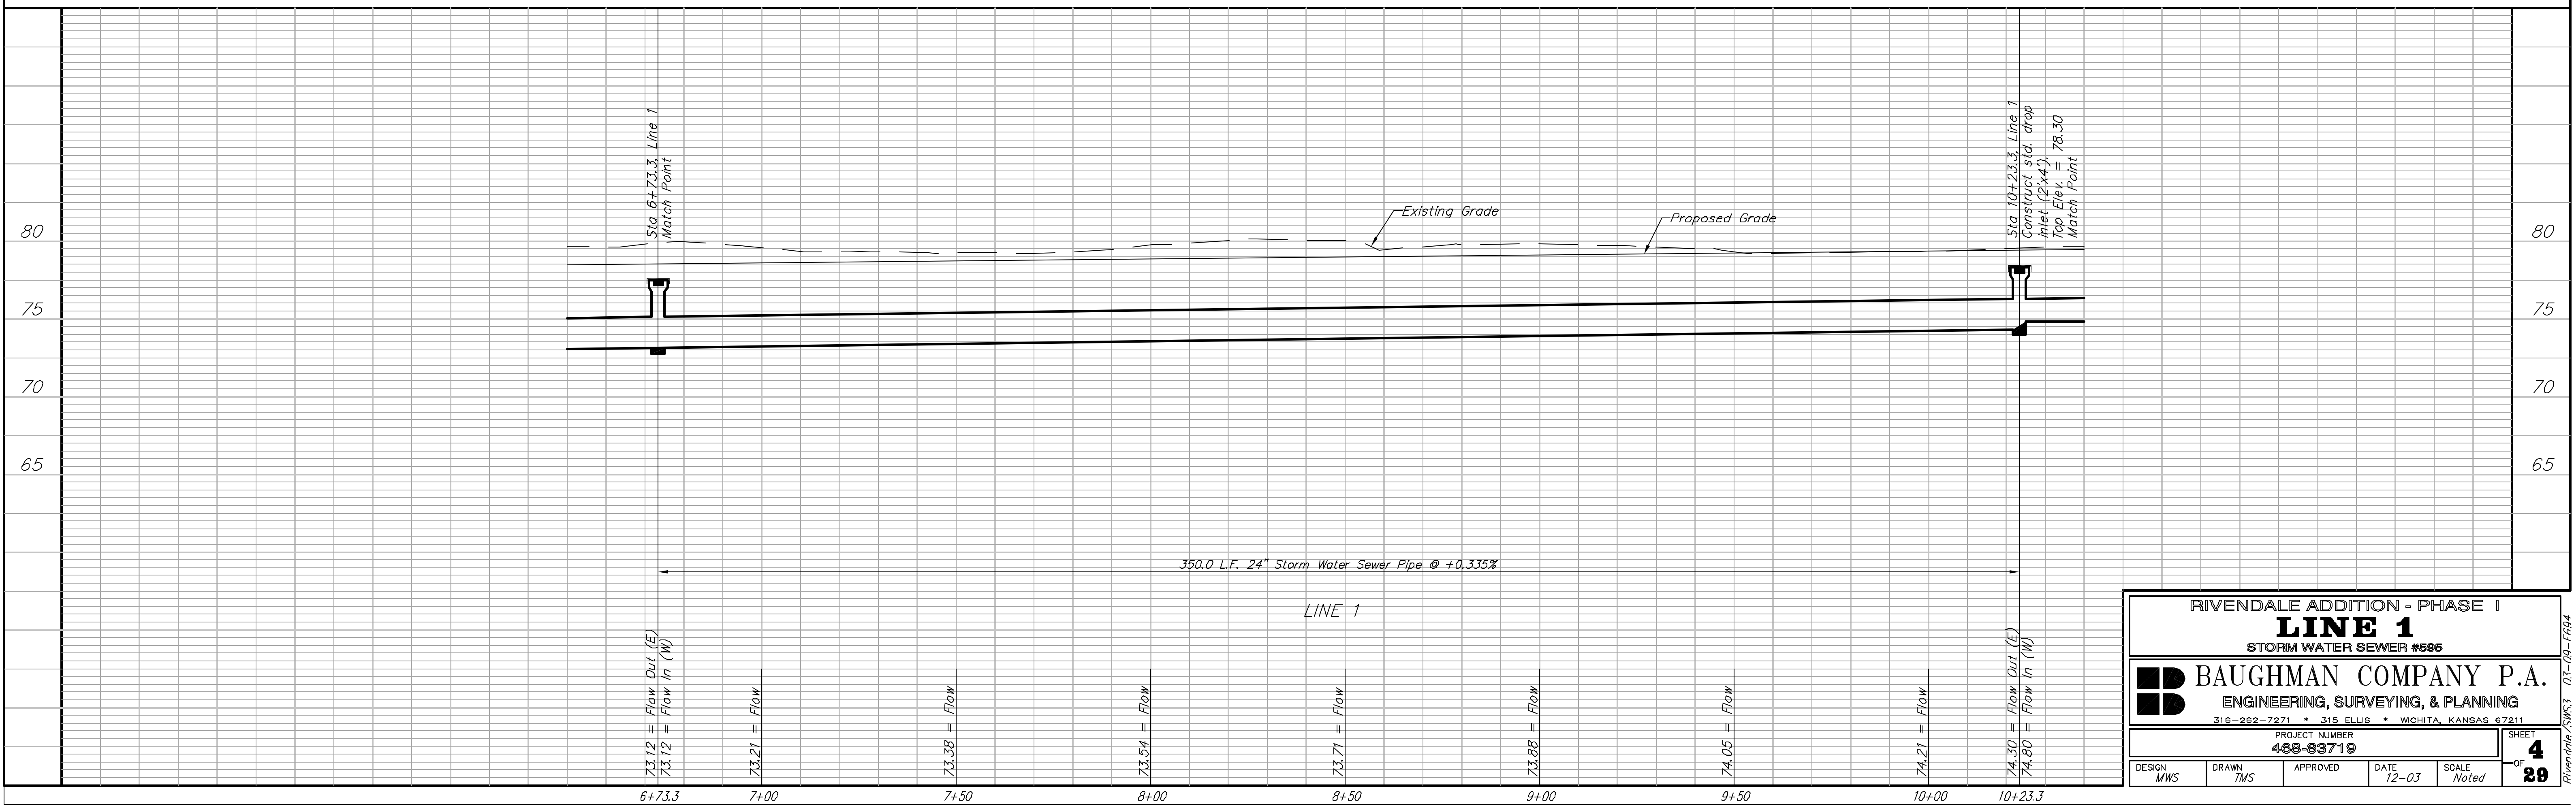 Sta 6+73.3, Line 1
Match Point
Sta 10+23.3, Line 1
Construct std. drop
inlet (2'x4').
Top Elev. = 78.30
Match Point
Existing Grade
Proposed Grade
80
80
75
75
70
70
65
65
350.0 L.F. 24" Storm Water Sewer Pipe @ +0.335%
LINE 1
73.12 = Flow Out (E)
73.12 = Flow In (W)
73.21 = Flow
73.38 = Flow
73.54 = Flow
73.71 = Flow
73.88 = Flow
74.05 = Flow
74.21 = Flow
74.30 = Flow Out (E)
74.80 = Flow In (W)
6+73.3
7+00
7+50
8+00
8+50
9+00
9+50
10+00
10+23.3
RIVENDALE ADDITION - PHASE I
LINE 1
STORM WATER SEWER #595
BAUGHMAN COMPANY P.A.
ENGINEERING, SURVEYING, & PLANNING
316-262-7271 * 315 ELLIS * WICHITA, KANSAS 67211
PROJECT NUMBER
468-83719
SHEET
4
OF
29
DESIGN
MWS
DRAWN
TMS
APPROVED
DATE
12-03
SCALE
Noted
Rivendale/SWS3 03-09-E694